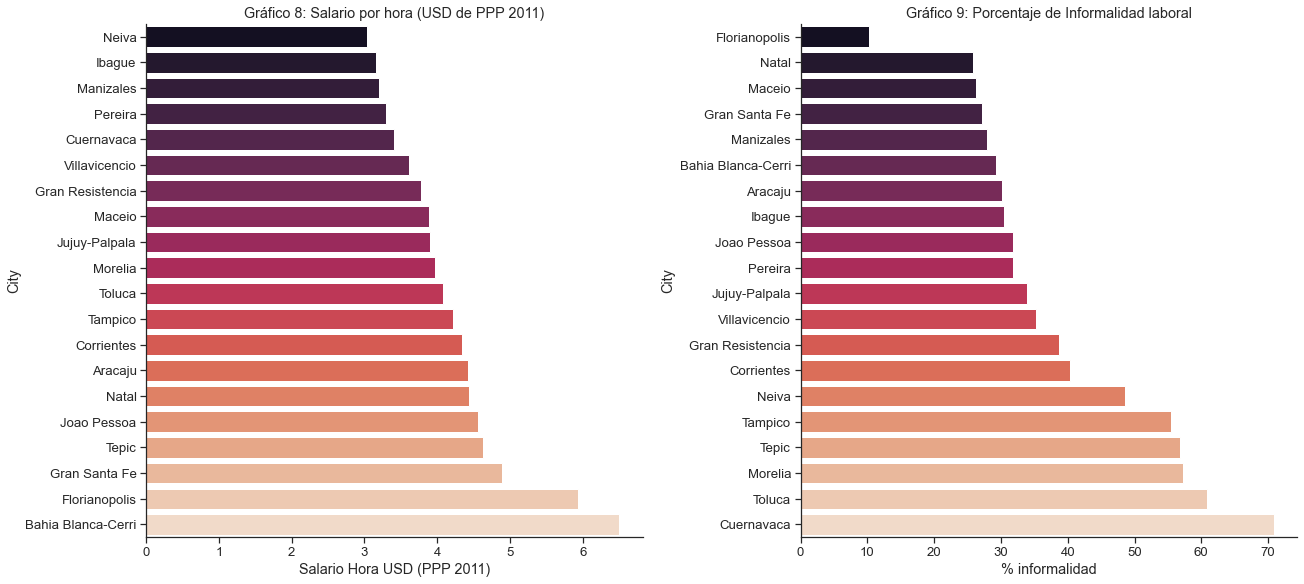 Gráfico 8: Salario por hora (USD de PPP 2011)
City
Neiva
Ibague
Manizales
Pereira
Cuernavaca
Villavicencio
Gran Resistencia
Maceio
Jujuy-Palpala
Morelia
Toluca
Tampico
Corrientes
Aracaju
Natal
Joao Pessoa
Tepic
Gran Santa Fe
Florianopolis
Bahia Blanca-Cerri
0 1 2 3 4 5 6
Salario Hora USD (PPP 2011)
Gráfico 9: Porcentaje de Informalidad laboral
City
Florianopolis
Natal
Maceio
Gran Santa Fe
Manizales
Bahia Blanca-Cerri
Aracaju
Ibague
Joao Pessoa
Pereira
Jujuy-Palpala
Villavicencio
Gran Resistencia
Corrientes
Neiva
Tampico
Tepic
Morelia
Toluca
Cuernavaca
0 10 20 30 40 50 60 70
% informalidad